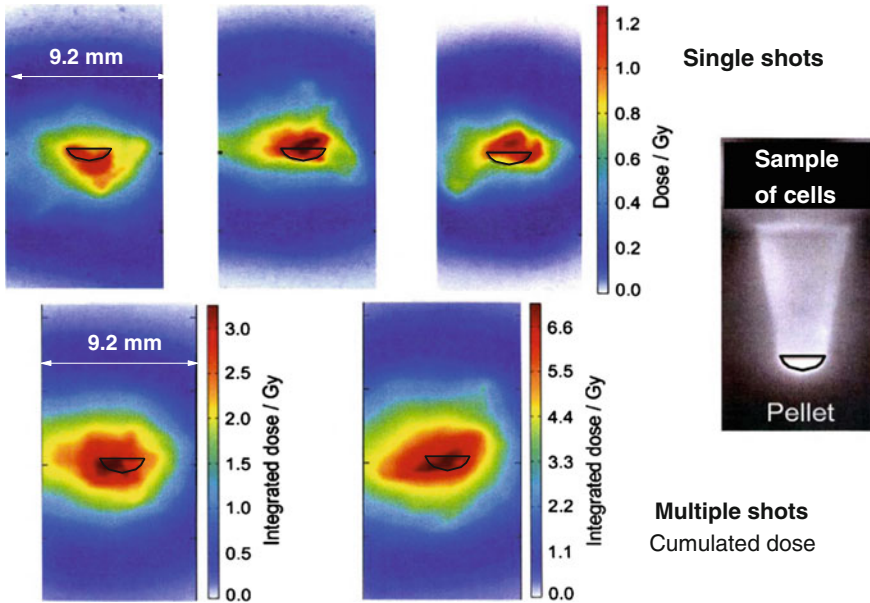 9.2 mm
1.2
1.0
0.8
0.6
0.4
0.2
0.0
Dose / Gy
Single shots
Sample
of cells
Pellet
9.2 mm
3.0
2.5
2.0
1.5
1.0
0.5
0.0
Integrated dose / Gy
6.6
5.5
4.4
3.3
2.2
1.1
0.0
Integrated dose / Gy
Multiple shots
Cumulated dose